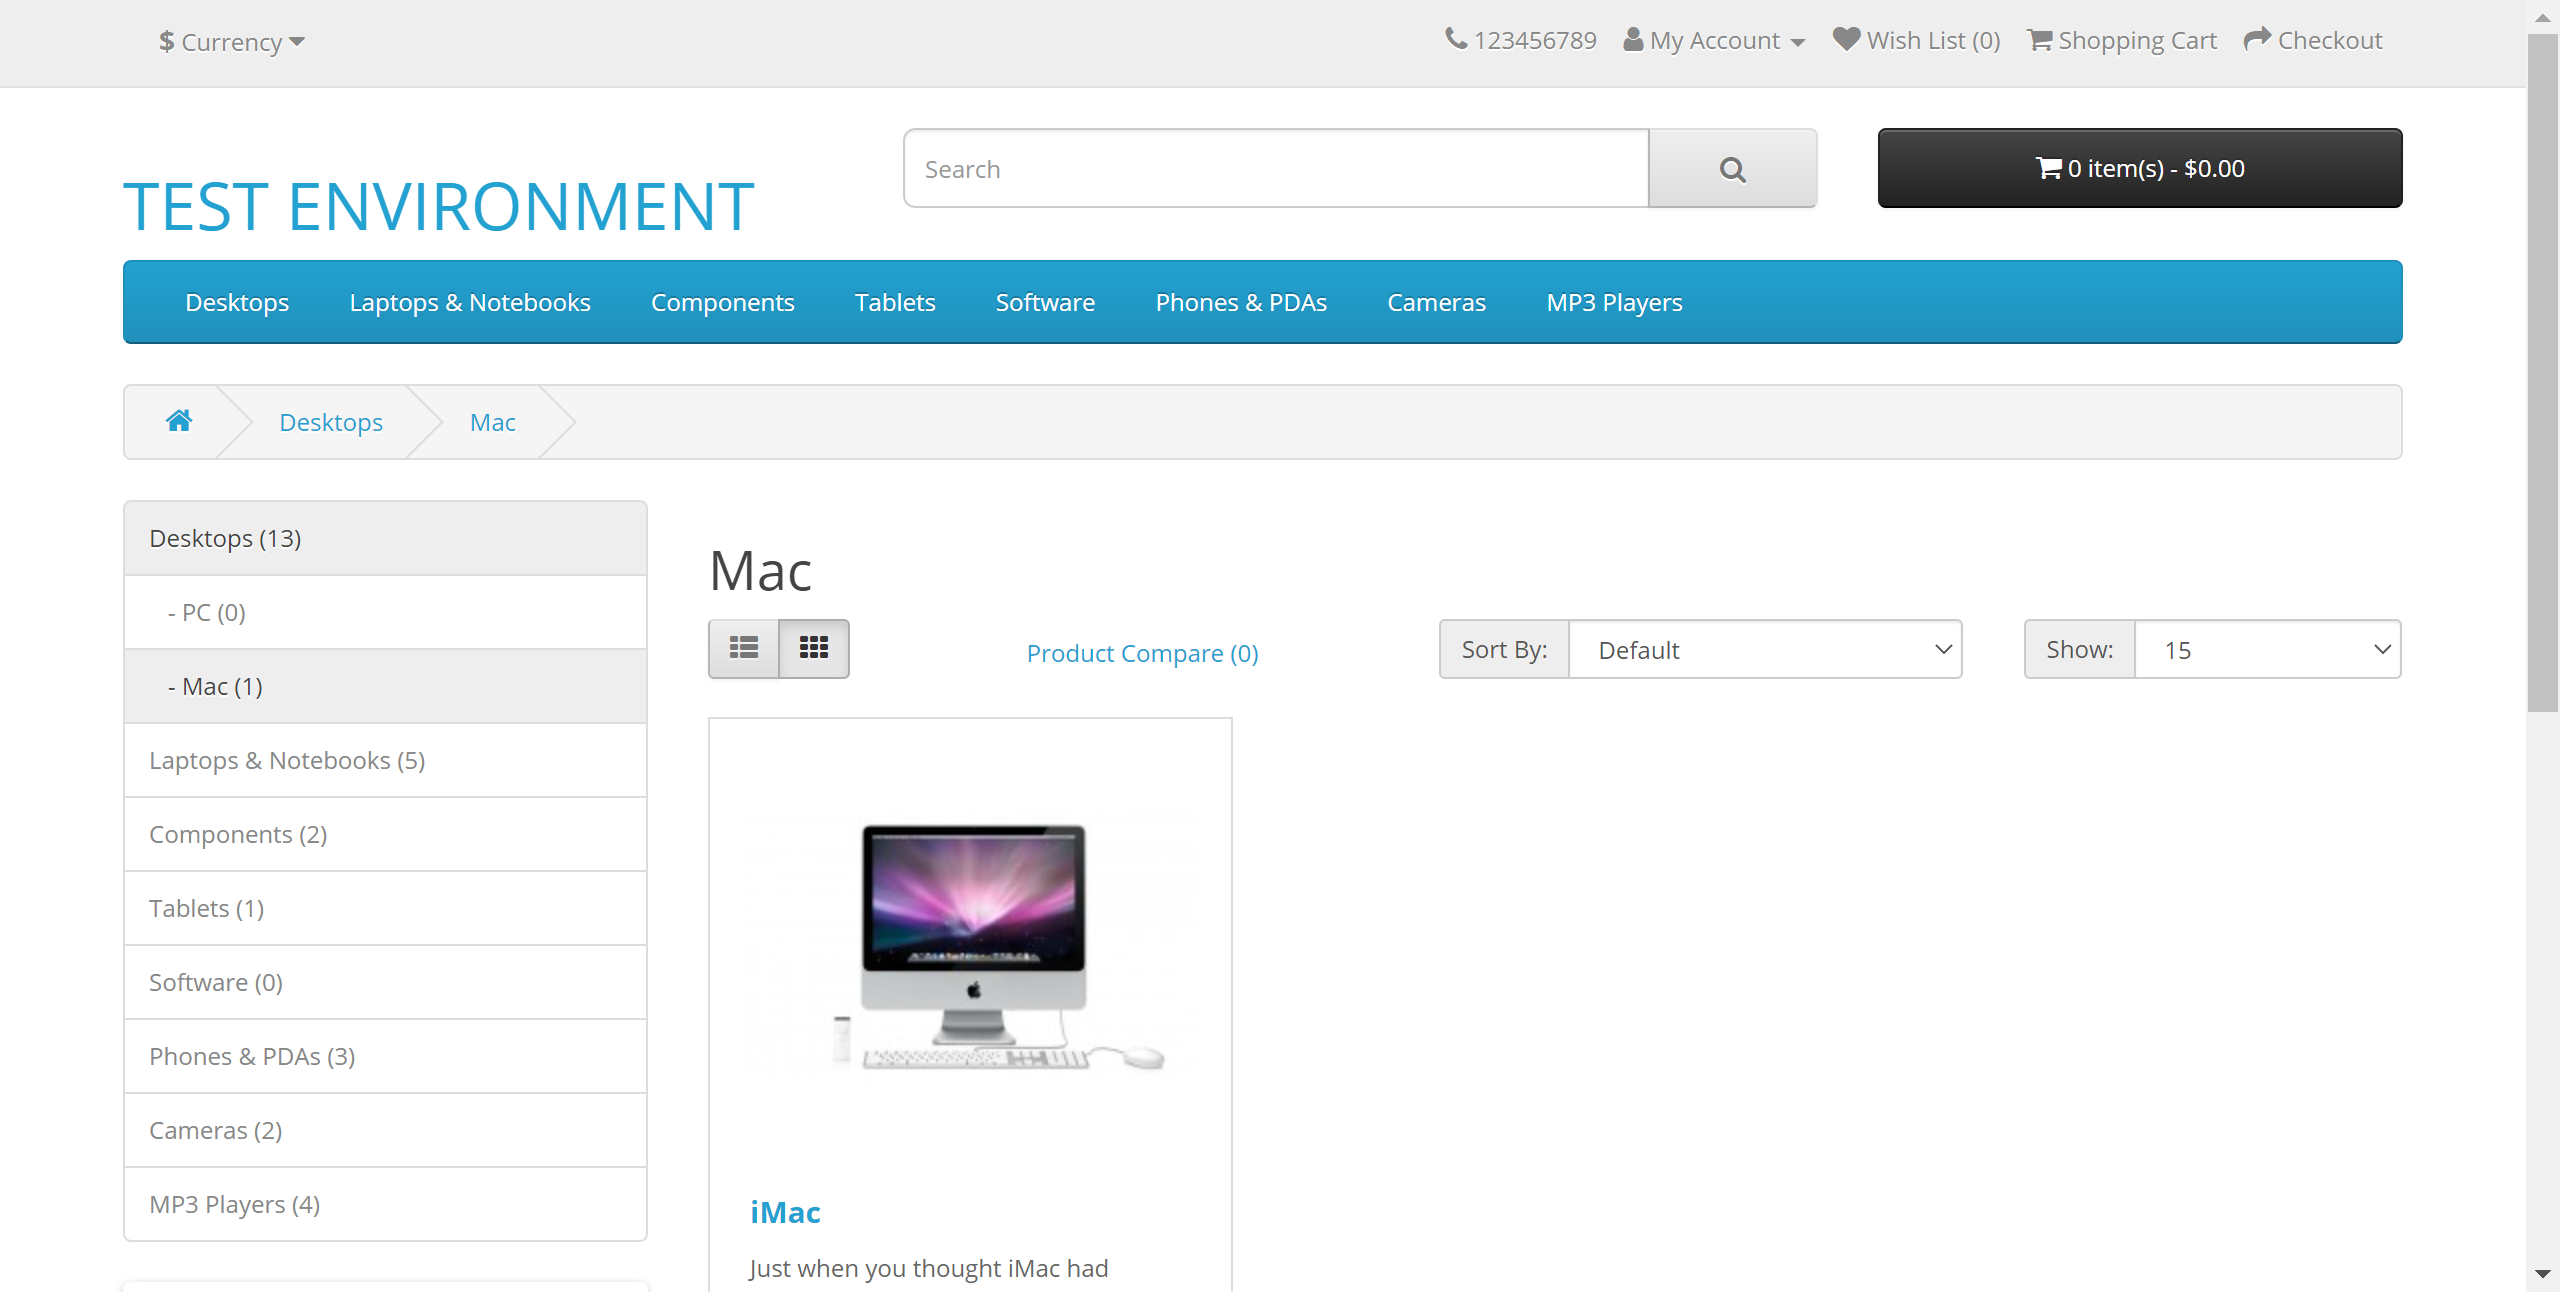 $ Currency
123456789 My Account Wish List (0) Shopping Cart Checkout
Search
0 item(s) - $0.00
TEST ENVIRONMENT
Desktops Laptops & Notebooks Components Tablets Software Phones & PDAs Cameras MP3 Players
Desktops Mac
Desktops (13)
- PC (0)
- Mac (1)
Laptops & Notebooks (5)
Components (2)
Tablets (1)
Software (0)
Phones & PDAs (3)
Cameras (2)
MP3 Players (4)
Mac
Product Compare (0)
Sort By: Default
Show: 15
iMac
Just when you thought iMac had